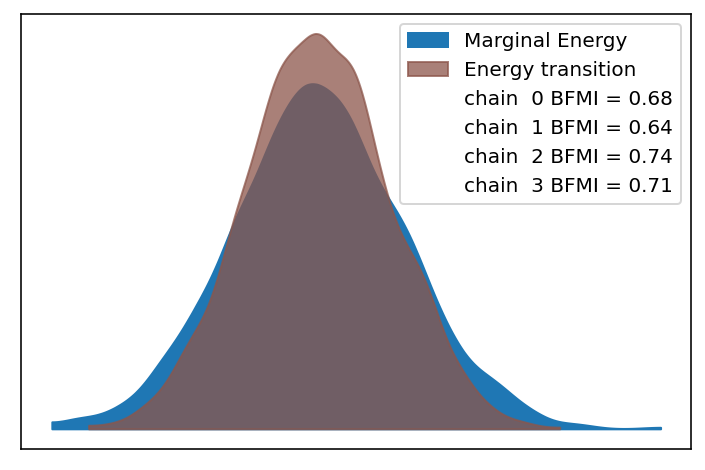 Marginal Energy
Energy transition
chain  0 BFMI = 0.68
chain  1 BFMI = 0.64
chain  2 BFMI = 0.74
chain  3 BFMI = 0.71